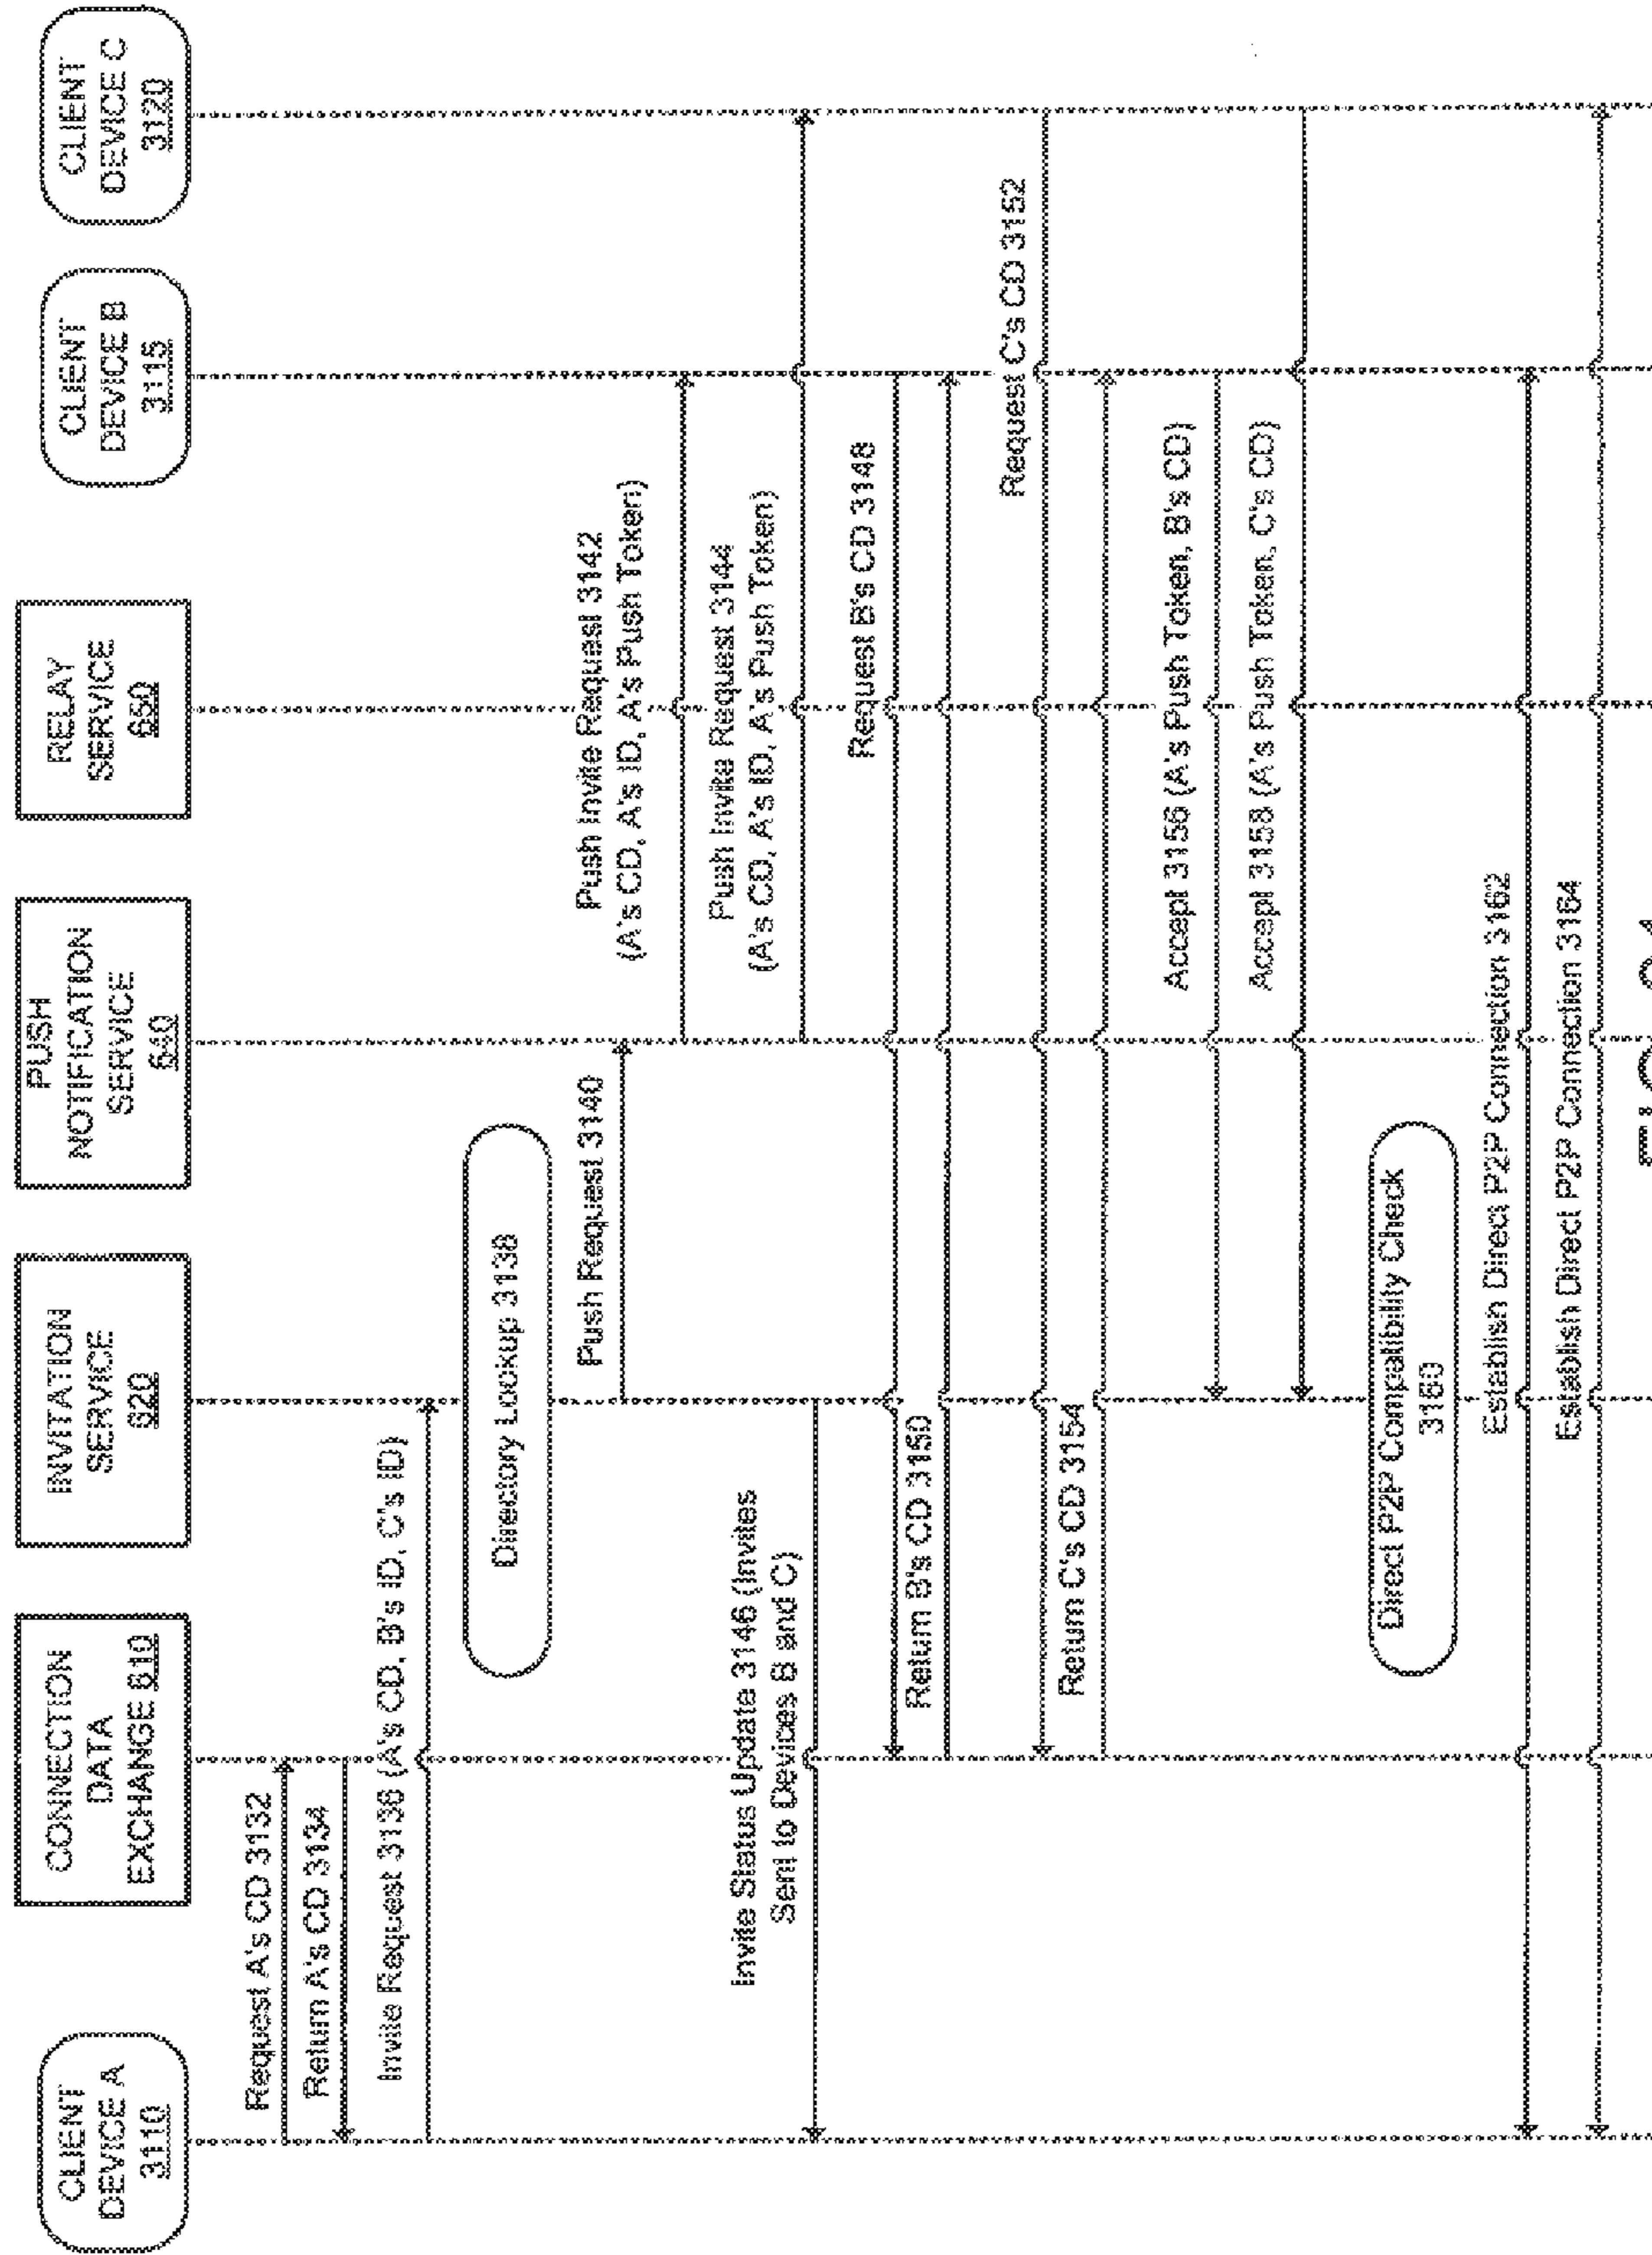 CLIENT
DEVICE A
3110
CONNECTION
DATA
EXCHANGE 610
INVITATION
SERVICE
620
PUSH
NOTIFICATION
SERVICE
640
RELAY
SERVICE
650
CLIENT
DEVICE B
3115
CLIENT
DEVICE C
3120
Request A's CD 3132
Return A's CD 3134
Invite Request 3136 (A's CD, B's ID, C's ID)
Directory Lookup 3138
Push Request 3140
Push Invite Request 3142
(A's CD, A's ID, A's Push Token)
Push Invite Request 3144
(A's CD, A's ID, A's Push Token)
Invite Status Update 3146 (Invites
Sent to Devices B and C)
Request B's CD 3148
Return B's CD 3150
Request C's CD 3152
Return C's CD 3154
Accept 3156 (A's Push Token, B's CD)
Accept 3158 (A's Push Token, C's CD)
Direct P2P Compatibility Check
3160
Establish Direct P2P Connection 3162
Establish Direct P2P Connection 3164